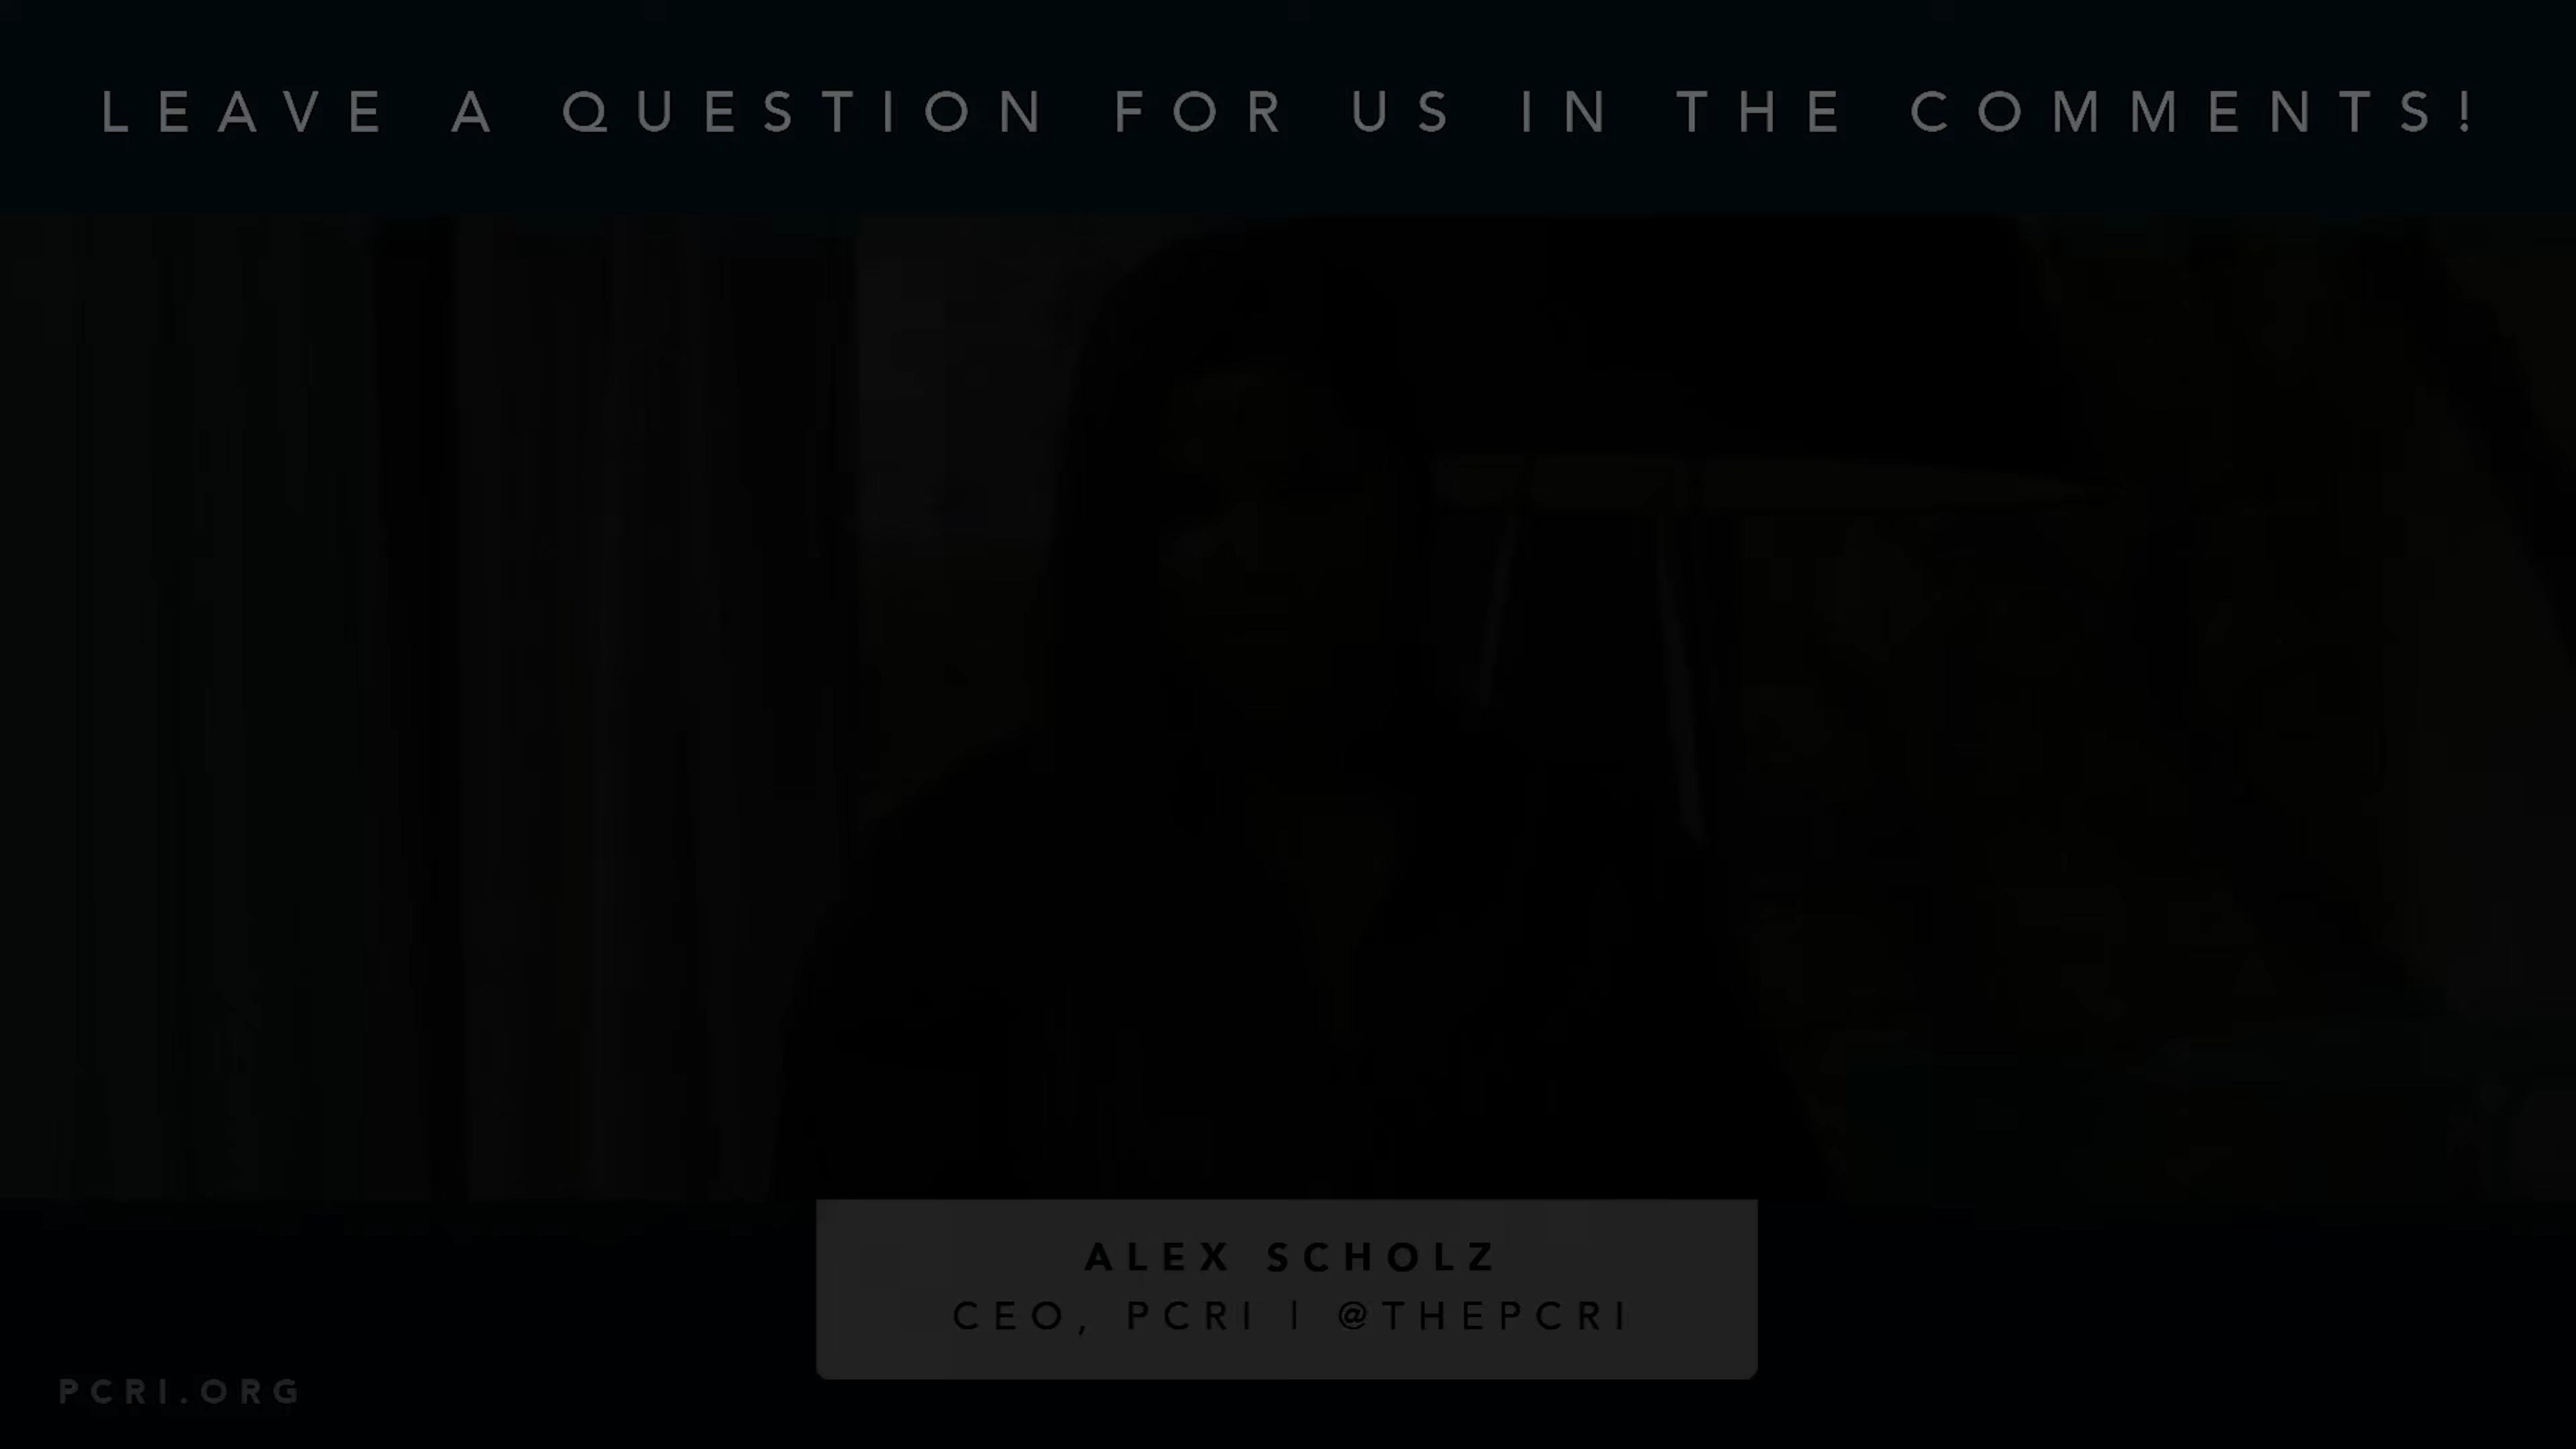 LEAVE A QUESTION FOR US IN THE COMMENTS!
ALEX SCHOLZ
CEO, PCRI | @THEPCRI
PCRI.ORG